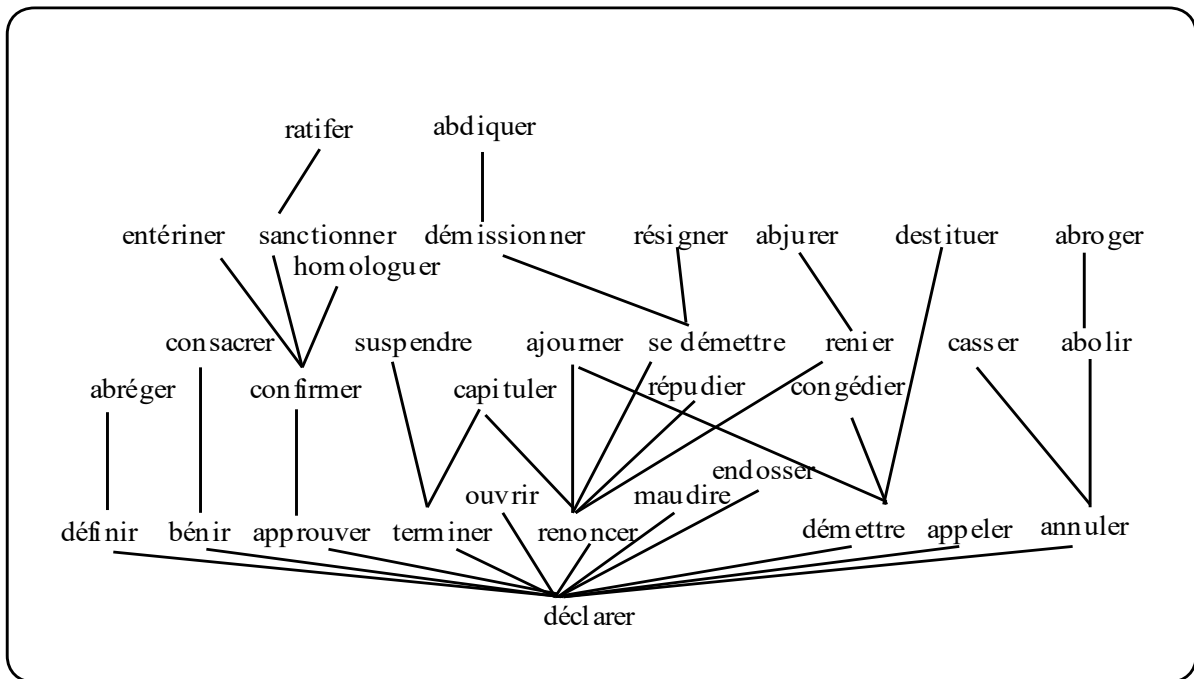 ratifer abdiquer
entériner sanctionner démissionner résigner abjurer destituer abroger
homologuer
consacrer suspendre ajourner se démettre renier casser abolir
abréger confirmer capituler répudier congédier
endosser
ouvrir maudire
définir bénir approuver terminer renoncer démettre appeler annuler
déclarer